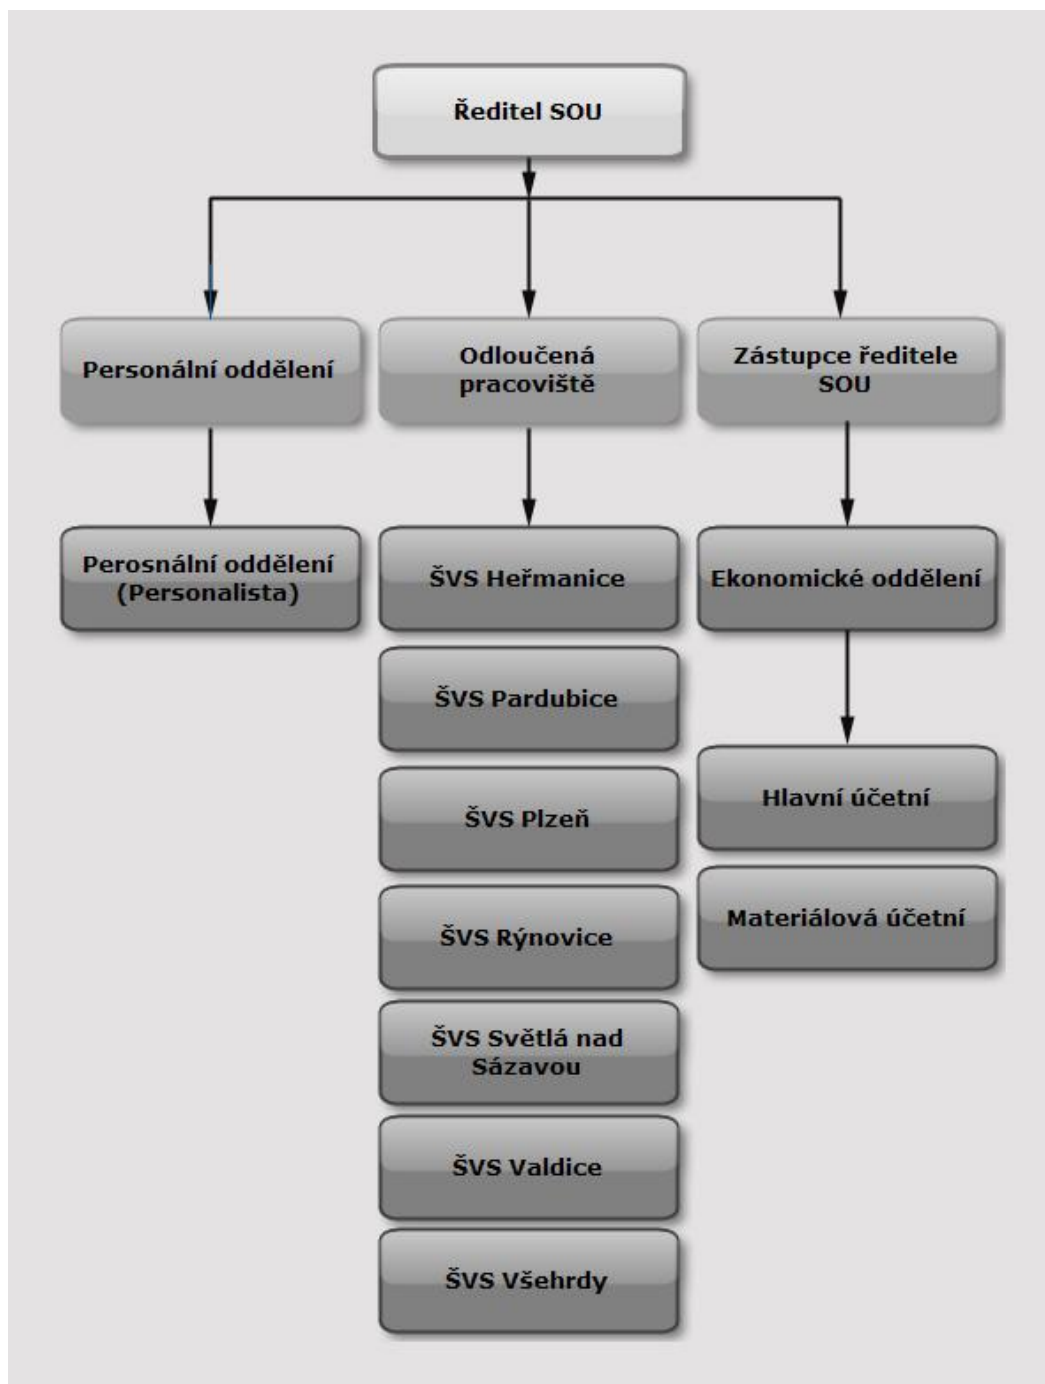 Ředitel SOU
Personální oddělení
Odloučená
pracoviště
Zástupce ředitele
SOU
Perosnální oddělení
(Personalista)
ŠVS Heřmanice
Ekonomické oddělení
ŠVS Pardubice
Hlavní účetní
ŠVS Plzeň
Materiálová účetní
ŠVS Rýnovice
ŠVS Světlá nad
Sázavou
ŠVS Valdice
ŠVS Všehrdy